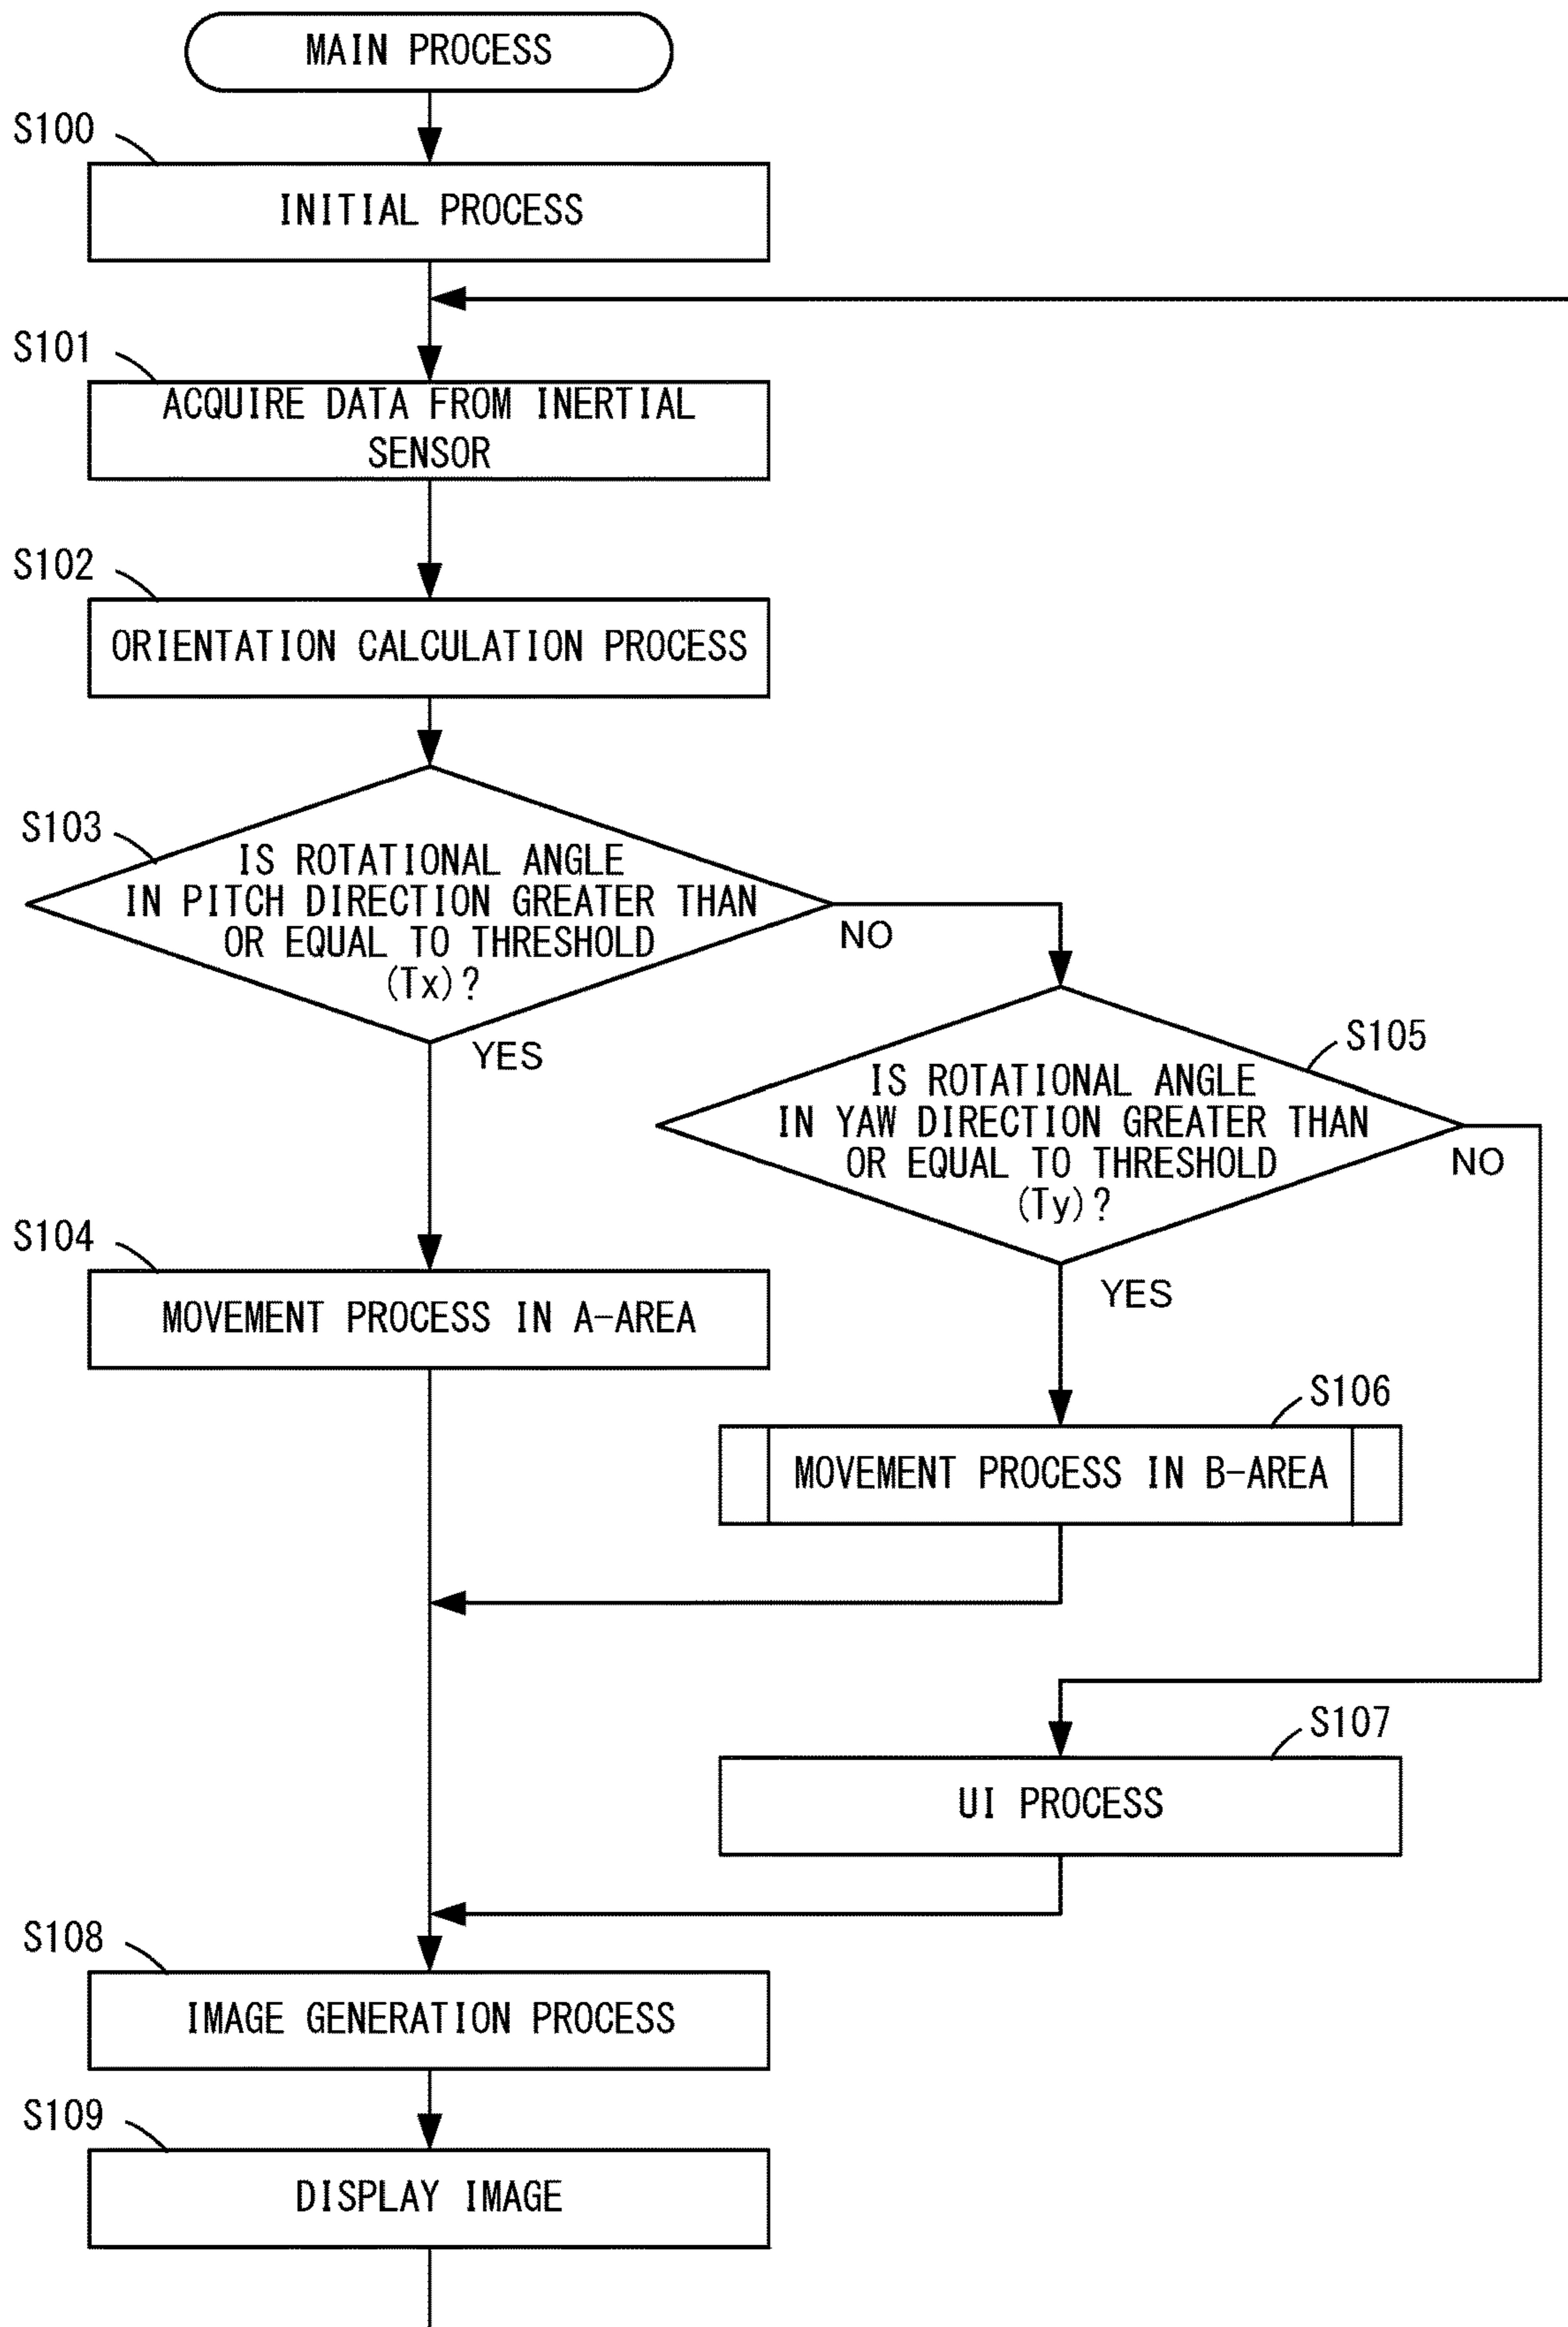 MAIN PROCESS
S100
INITIAL PROCESS
S101
ACQUIRE DATA FROM INERTIAL
SENSOR
S102
ORIENTATION CALCULATION PROCESS
S103
IS ROTATIONAL ANGLE
IN PITCH DIRECTION GREATER THAN
OR EQUAL TO THRESHOLD
(Tx)?
NO
YES
S105
IS ROTATIONAL ANGLE
IN YAW DIRECTION GREATER THAN
OR EQUAL TO THRESHOLD
(Ty)?
NO
YES
S104
MOVEMENT PROCESS IN A-AREA
S106
MOVEMENT PROCESS IN B-AREA
S107
UI PROCESS
S108
IMAGE GENERATION PROCESS
S109
DISPLAY IMAGE